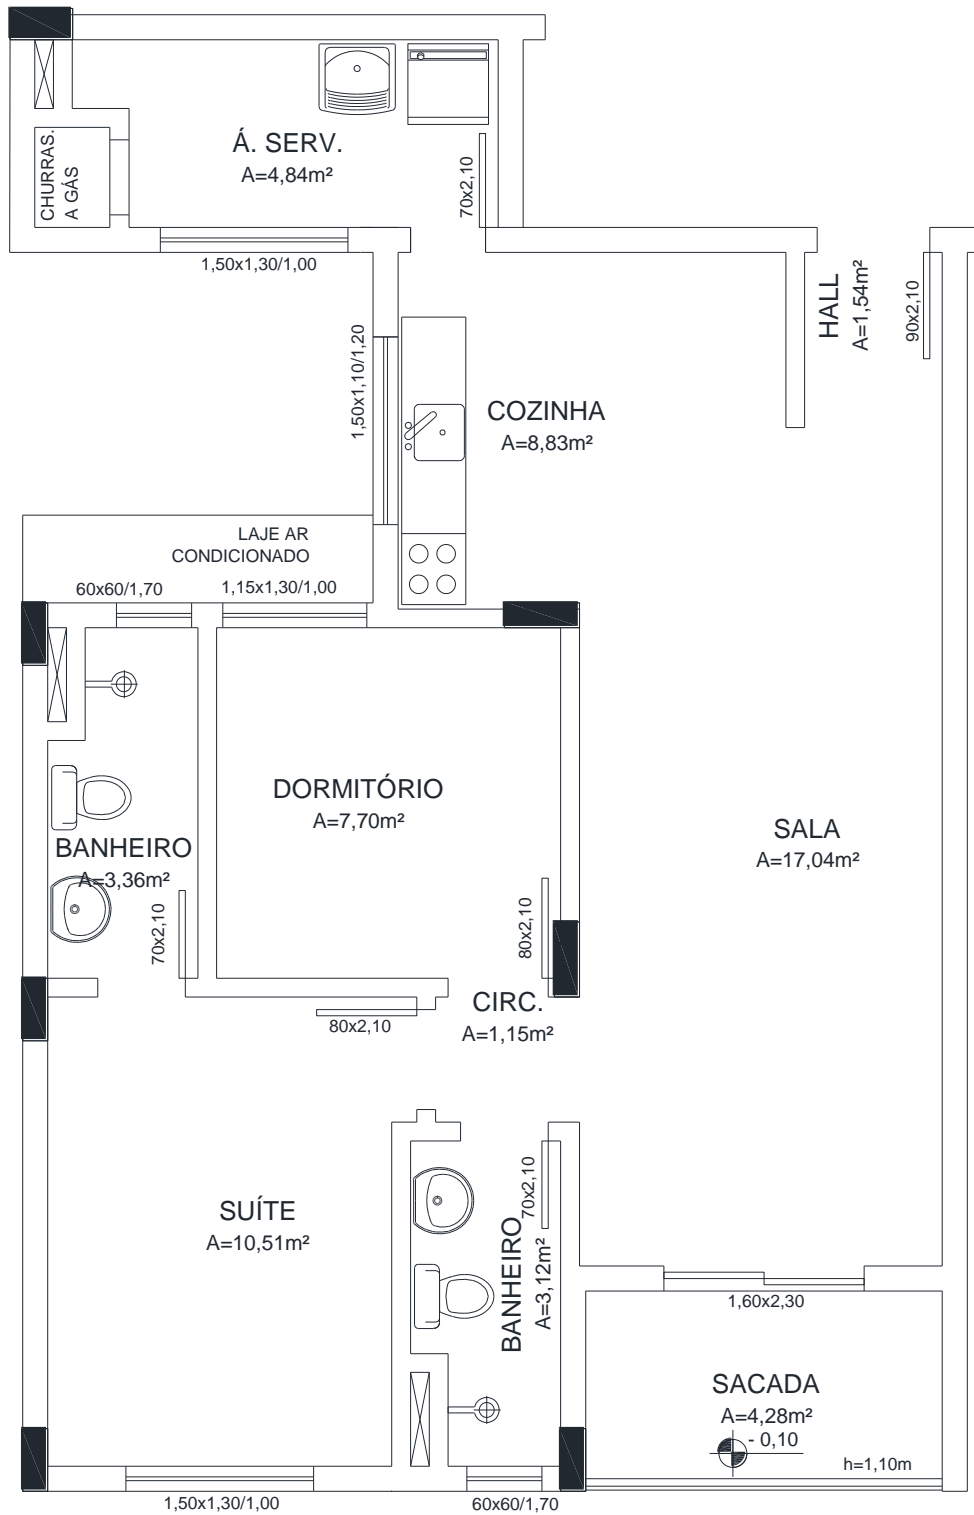 Á. SERV.
A=4,84m²
CHURRAS.
A GÁS
70x2,10
1,50x1,30/1,00
HALL
A=1,54m²
90x2,10
1,50x1,10/1,20
COZINHA
A=8,83m²
LAJE AR
CONDICIONADO
60x60/1,70
1,15x1,30/1,00
DORMITÓRIO
A=7,70m²
SALA
A=17,04m²
BANHEIRO
A=3,36m²
70x2,10
80x2,10
CIRC.
A=1,15m²
80x2,10
SUÍTE
A=10,51m²
70x2,10
BANHEIRO
A=3,12m²
1,60x2,30
SACADA
A=4,28m²
- 0,10
h=1,10m
1,50x1,30/1,00
60x60/1,70